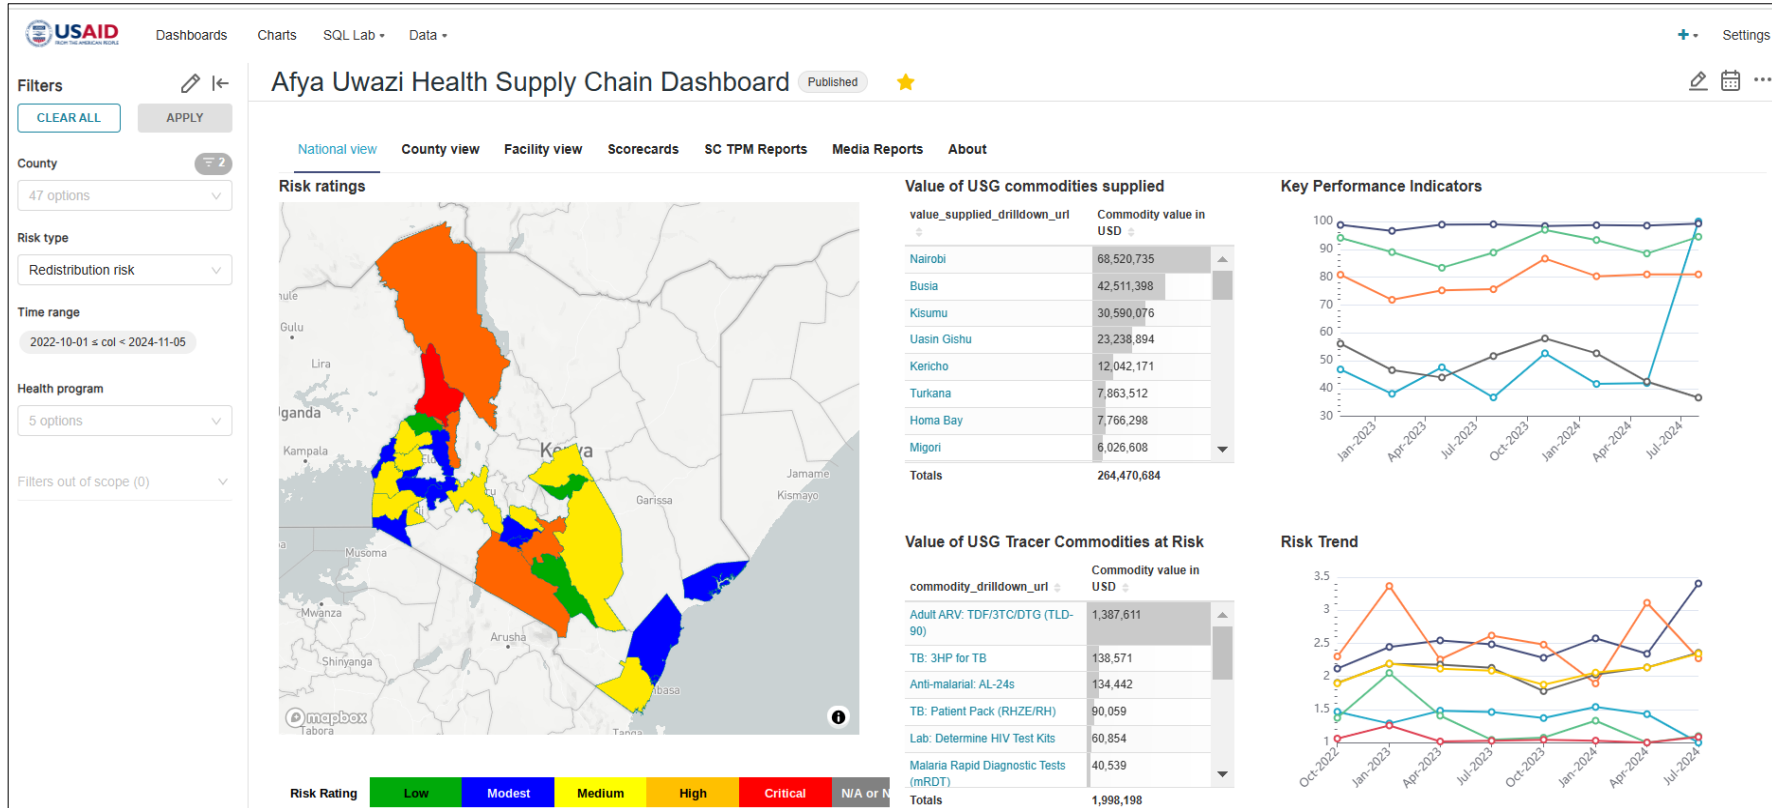 USAID
FROM THE AMERICAN PEOPLE
Dashboards
Charts
SQL Lab
Data
Settings
Filters
CLEAR ALL
APPLY
County
2
47 options
Risk type
Redistribution risk
Time range
2022-10-01 ≤ col < 2024-11-05
Health program
5 options
Filters out of scope (0)
Afya Uwazi Health Supply Chain Dashboard
Published
National view
County view
Facility view
Scorecards
SC TPM Reports
Media Reports
About
Risk ratings
Gulu
Lira
Kampala
Kenya
Garissa
Jamame
Kismayo
Musoma
Mwanza
Arusha
Shinyanga
mapbox
Tabora
Tanga
Risk Rating
Low
Modest
Medium
High
Critical
N/A or N
Value of USG commodities supplied
value_supplied_drilldown_url
Commodity value in
USD
Nairobi 68,520,735
Busia 42,511,398
Kisumu 30,590,076
Uasin Gishu 23,238,894
Kericho 12,042,171
Turkana 7,863,512
Homa Bay 7,766,298
Migori 6,026,608
Totals 264,470,684
Key Performance Indicators
100
90
80
70
60
50
40
30
Jan-2023
Apr-2023
Jul-2023
Oct-2023
Jan-2024
Apr-2024
Jul-2024
Value of USG Tracer Commodities at Risk
commodity_drilldown_url
Commodity value in
USD
Adult ARV: TDF/3TC/DTG (TLD-
90)
1,387,611
TB: 3HP for TB 138,571
Anti-malarial: AL-24s 134,442
TB: Patient Pack (RHZE/RH) 90,059
Lab: Determine HIV Test Kits 60,854
Malaria Rapid Diagnostic Tests
(mRDT)
40,539
Totals 1,998,198
Risk Trend
3.5
3
2.5
2
1.5
1
Oct-2022
Jan-2023
Apr-2023
Jul-2023
Oct-2023
Jan-2024
Apr-2024
Jul-2024